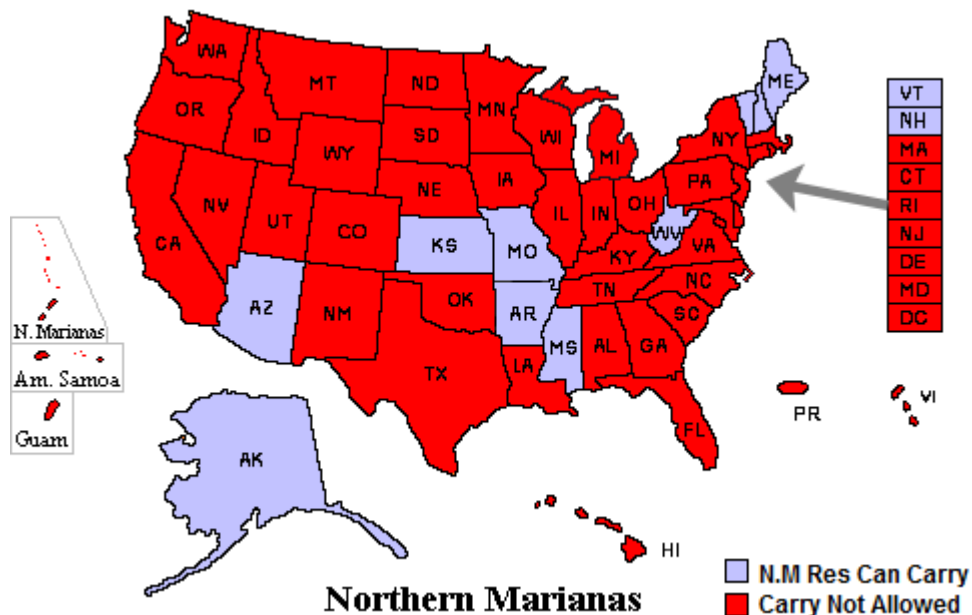 WA
MT
ND
MN
OR
ID
SD
WI
MI
NY
ME
WY
IA
NE
PA
NV
UT
CO
IL
IN
OH
CA
KS
MO
WV
VA
KY
AZ
NM
OK
AR
TN
NC
SC
MS
AL
GA
TX
LA
FL
AK
HI
VT
NH
MA
CT
RI
NJ
DE
MD
DC
N. Marianas
Am. Samoa
Guam
PR
VI
Northern Marianas
N.M Res Can Carry
Carry Not Allowed